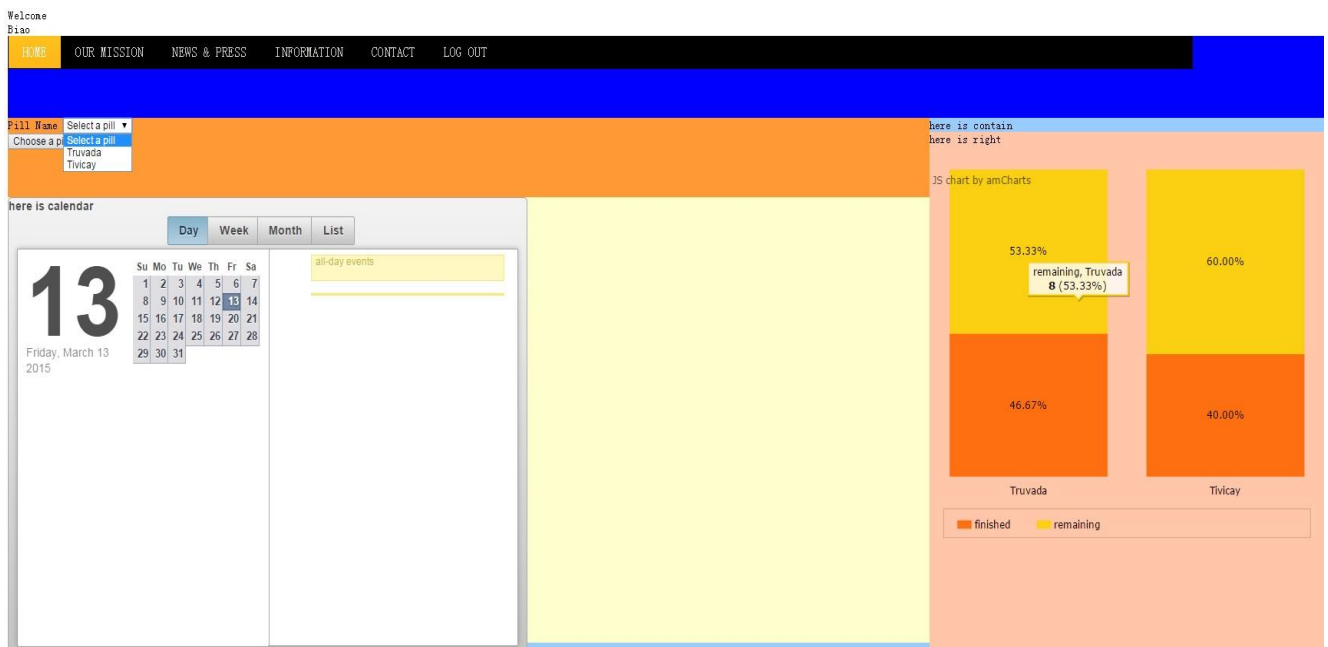 Welcome
Biao
HOME OUR MISSION NEWS & PRESS INFORMATION CONTACT LOG OUT
Pill Name Select a pill
Choose a p
Select a pill
Truvada
Tivicay
here is calendar
Day Week Month List
13
Friday, March 13
2015
Su Mo Tu We Th Fr Sa
1 2 3 4 5 6 7
8 9 10 11 12 13 14
15 16 17 18 19 20 21
22 23 24 25 26 27 28
29 30 31
all-day events
here is contain
here is right
JS chart by amCharts
53.33%
60.00%
remaining, Truvada
8 (53.33%)
46.67%
40.00%
Truvada Tivicay
finished remaining